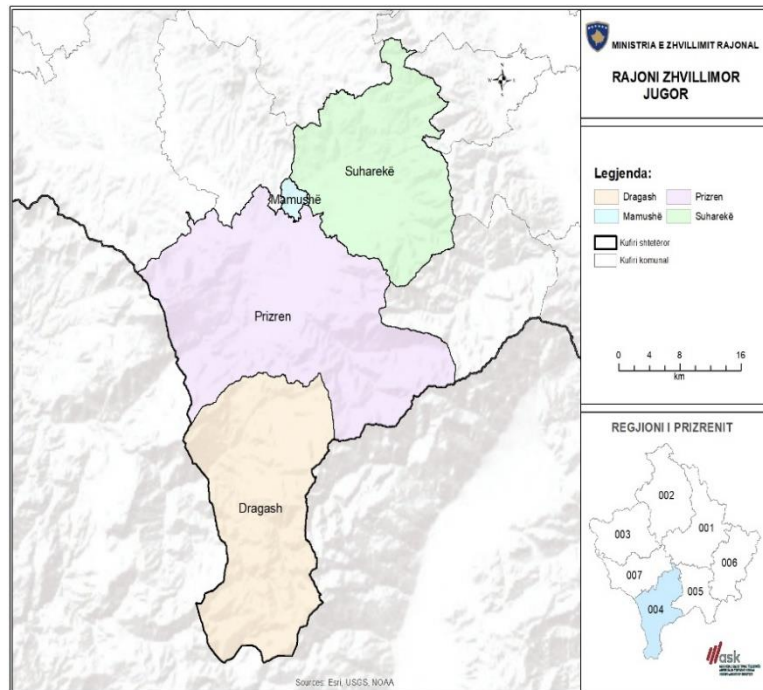 MINISTRIA E ZHVILLIMIT RAJONAL
RAJONI ZHVILLIMOR
JUGOR
Suharekë
Mamushë
Prizren
Dragash
Sources: Esri, USGS, NOAA
Legjenda:
Dragash
Prizren
Mamushë
Suharekë
Kufiri shtetëror
Kufiri komunal
0 4 8 16
km
REGJIONI I PRIZRENIT
002
001
003
006
007
005
004
ask